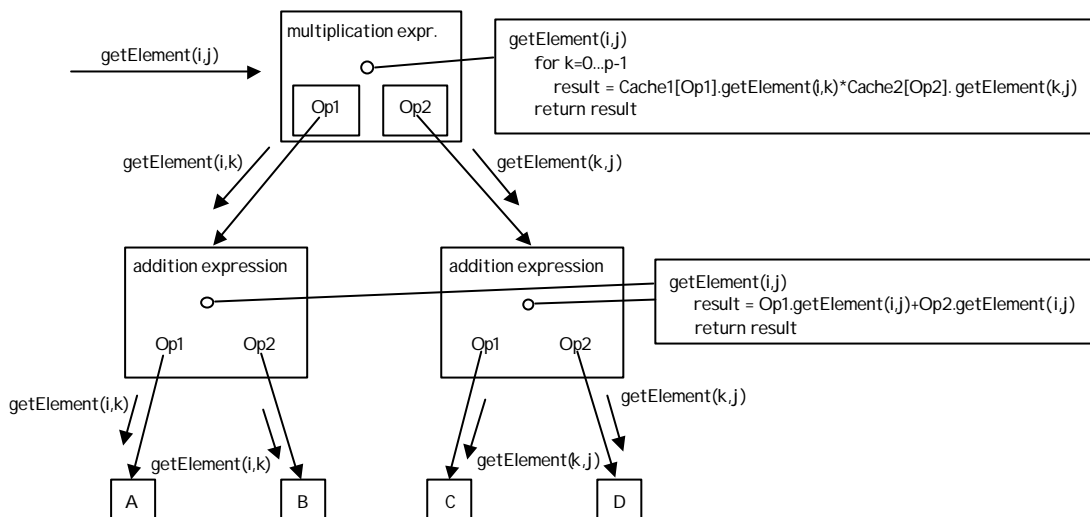 multiplication expr.
getElement(i,j)
Op1
Op2
getElement(i,j)
for k=0...p-1
result = Cache1[Op1].getElement(i,k)*Cache2[Op2]. getElement(k,j)
return result
getElement(i,k)
getElement(k,j)
addition expression
Op1
Op2
addition expression
Op1
Op2
getElement(i,j)
result = Op1.getElement(i,j)+Op2.getElement(i,j)
return result
getElement(i,k)
getElement(i,k)
getElement(k,j)
getElement(k,j)
A
B
C
D